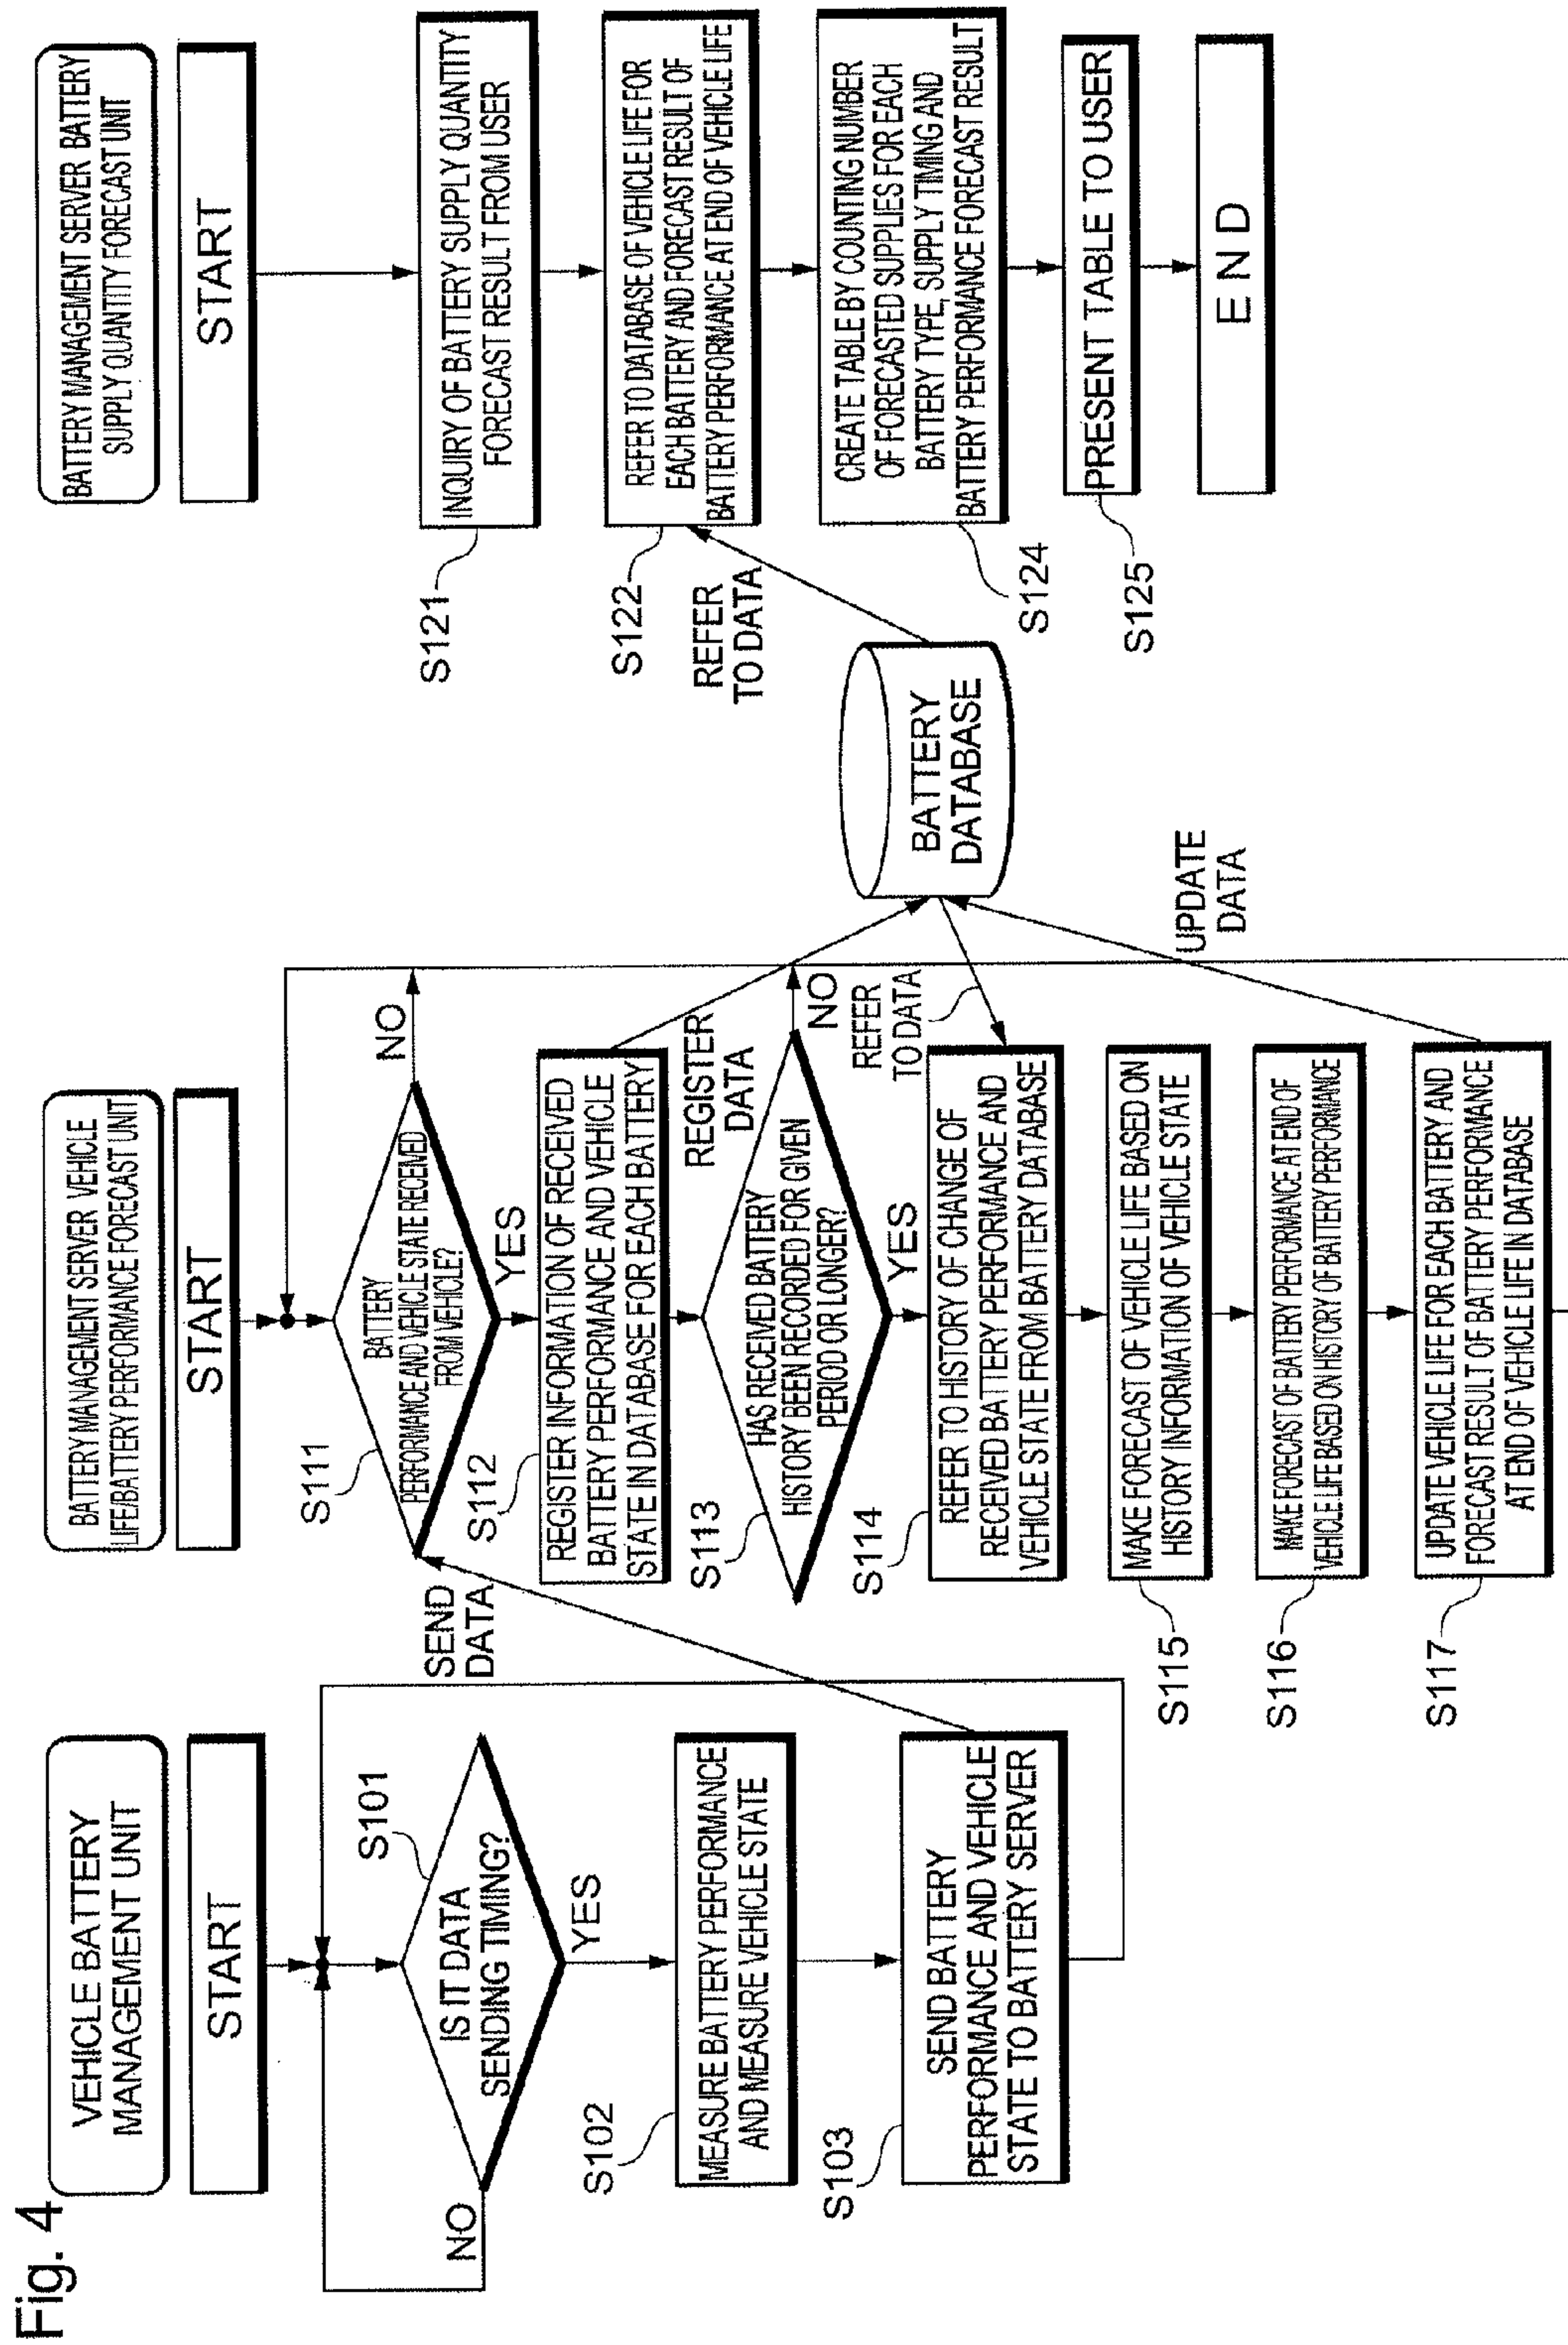 Fig. 4
VEHICLE BATTERY
MANAGEMENT UNIT
START
S101
IS IT DATA
SENDING TIMING?
NO
YES
S102
MEASURE BATTERY PERFORMANCE
AND MEASURE VEHICLE STATE
S103
SEND BATTERY
PERFORMANCE AND VEHICLE
STATE TO BATTERY SERVER
SEND
DATA
BATTERY MANAGEMENT SERVER VEHICLE
LIFE/BATTERY PERFORMANCE FORECAST UNIT
START
S111
BATTERY
PERFORMANCE AND VEHICLE STATE RECEIVED
FROM VEHICLE?
NO
YES
S112
REGISTER INFORMATION OF RECEIVED
BATTERY PERFORMANCE AND VEHICLE
STATE IN DATABASE FOR EACH BATTERY
REGISTER
DATA
S113
HAS RECEIVED BATTERY
HISTORY BEEN RECORDED FOR GIVEN
PERIOD OR LONGER?
NO
YES
REFER
TO DATA
S114
REFER TO HISTORY OF CHANGE OF
RECEIVED BATTERY PERFORMANCE AND
VEHICLE STATE FROM BATTERY DATABASE
S115
MAKE FORECAST OF VEHICLE LIFE BASED ON
HISTORY INFORMATION OF VEHICLE STATE
S116
MAKE FORECAST OF BATTERY PERFORMANCE AT END OF
VEHICLE LIFE BASED ON HISTORY OF BATTERY PERFORMANCE
S117
UPDATE VEHICLE LIFE FOR EACH BATTERY AND
FORECAST RESULT OF BATTERY PERFORMANCE
AT END OF VEHICLE LIFE IN DATABASE
UPDATE
DATA
BATTERY
DATABASE
BATTERY MANAGEMENT SERVER BATTERY
SUPPLY QUANTITY FORECAST UNIT
START
S121
INQUIRY OF BATTERY SUPPLY QUANTITY
FORECAST RESULT FROM USER
S122
REFER TO DATABASE OF VEHICLE LIFE FOR
EACH BATTERY AND FORECAST RESULT OF
BATTERY PERFORMANCE AT END OF VEHICLE LIFE
REFER
TO DATA
S124
CREATE TABLE BY COUNTING NUMBER
OF FORECASTED SUPPLIES FOR EACH
BATTERY TYPE, SUPPLY TIMING AND
BATTERY PERFORMANCE FORECAST RESULT
S125
PRESENT TABLE TO USER
END